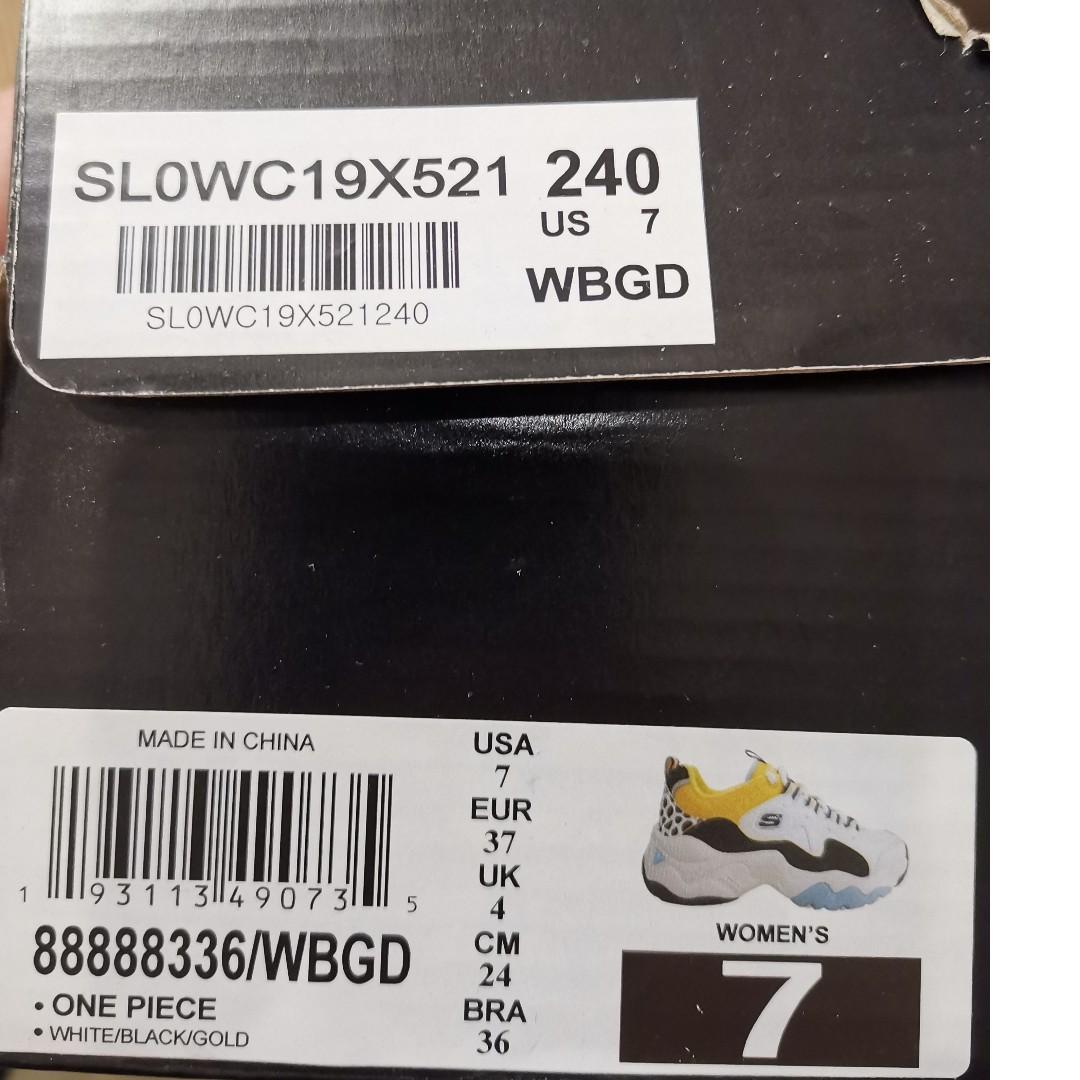 SL0WC19X521 240
US 7
SL0WC19X521240
WBGD
MADE IN CHINA
1 93113 49073 5
88888336/WBGD
• ONE PIECE
• WHITE/BLACK/GOLD
USA
7
EUR
37
UK
4
CM
24
BRA
36
S
WOMEN'S
7